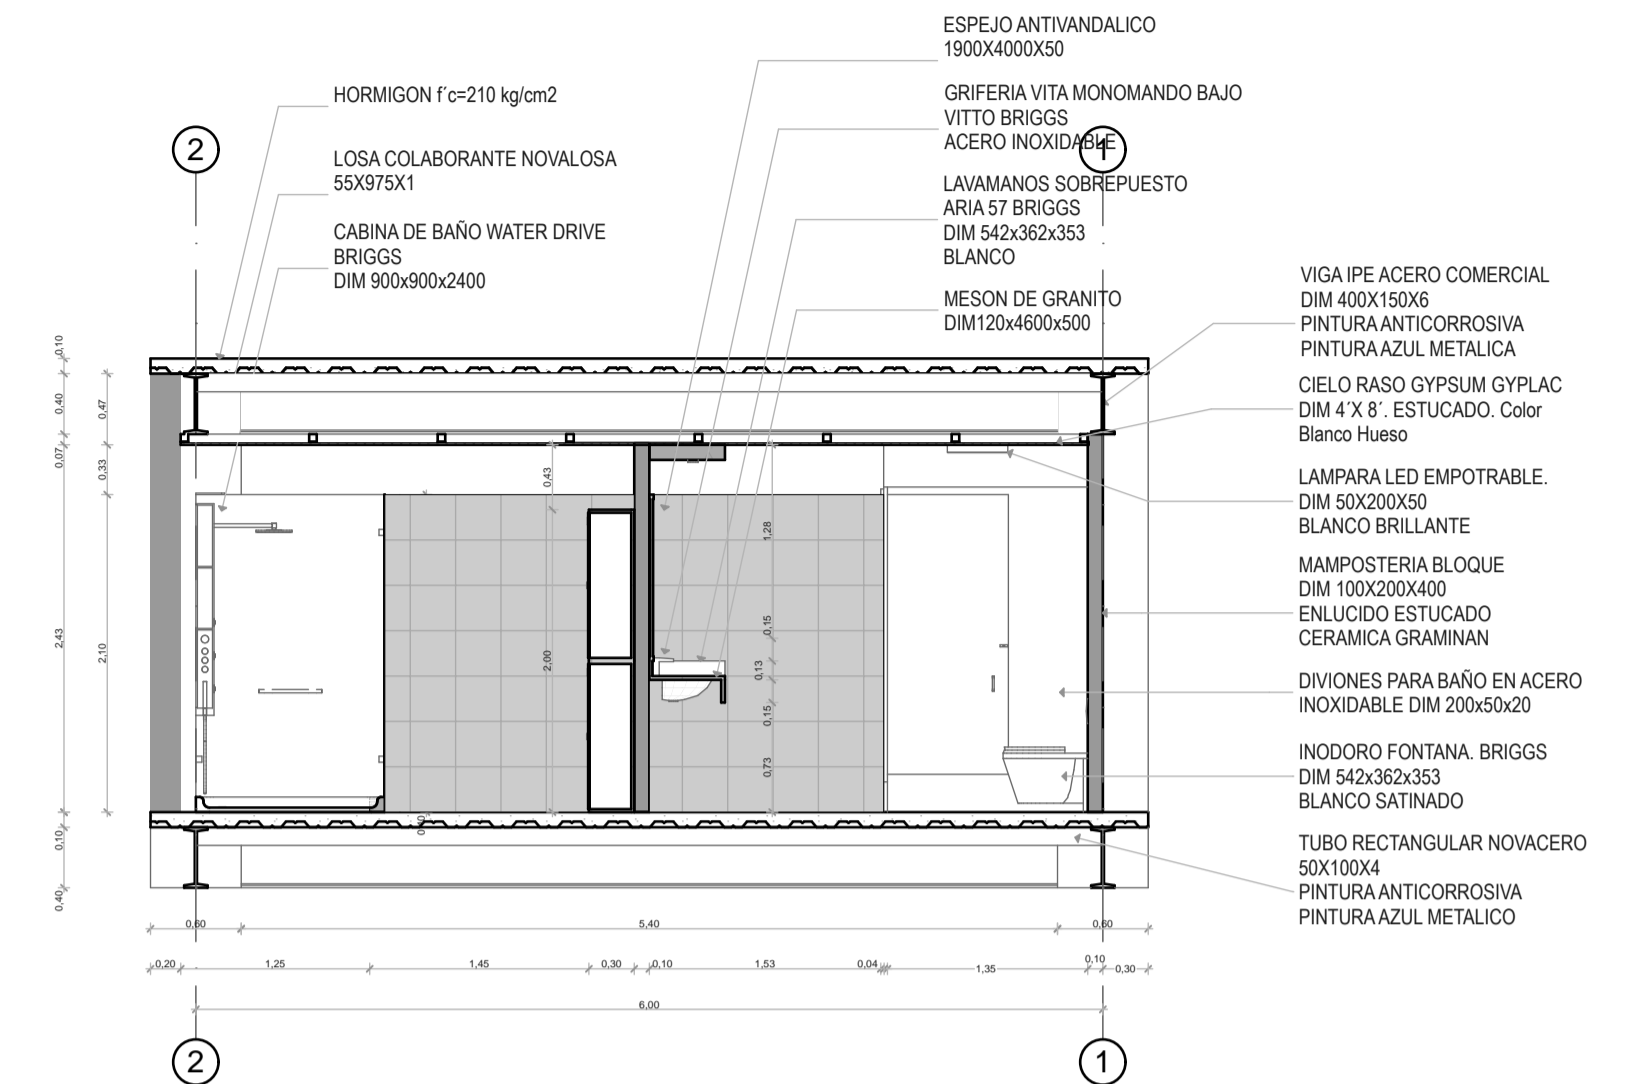 ESPEJO ANTIVANDALICO
1900X4000X50
HORMIGON f´c=210 kg/cm2
GRIFERIA VITA MONOMANDO BAJO
VITTO BRIGGS
ACERO INOXIDABLE
2
1
LOSA COLABORANTE NOVALOSA
55X975X1
LAVAMANOS SOBREPUESTO
ARIA 57 BRIGGS
DIM 542x362x353
BLANCO
CABINA DE BAÑO WATER DRIVE
BRIGGS
DIM 900x900x2400
MESON DE GRANITO
DIM120x4600x500
VIGA IPE ACERO COMERCIAL
DIM 400X150X6
PINTURA ANTICORROSIVA
PINTURA AZUL METALICA
CIELO RASO GYPSUM GYPLAC
DIM 4´X 8´. ESTUCADO. Color
Blanco Hueso
LAMPARA LED EMPOTRABLE.
DIM 50X200X50
BLANCO BRILLANTE
MAMPOSTERIA BLOQUE
DIM 100X200X400
ENLUCIDO ESTUCADO
CERAMICA GRAMINAN
DIVIONES PARA BAÑO EN ACERO
INOXIDABLE DIM 200x50x20
INODORO FONTANA. BRIGGS
DIM 542x362x353
BLANCO SATINADO
TUBO RECTANGULAR NOVACERO
50X100X4
PINTURA ANTICORROSIVA
PINTURA AZUL METALICO
0,10
0,40
0,07
2,43
0,10
0,40
0,47
0,33
2,10
0,43
2,00
1,28
0,15
0,13
0,15
0,73
0,60
5,40
0,60
0,20
1,25
1,45
0,30
0,10
1,53
0,04
1,35
0,10
0,30
6,00
2
1